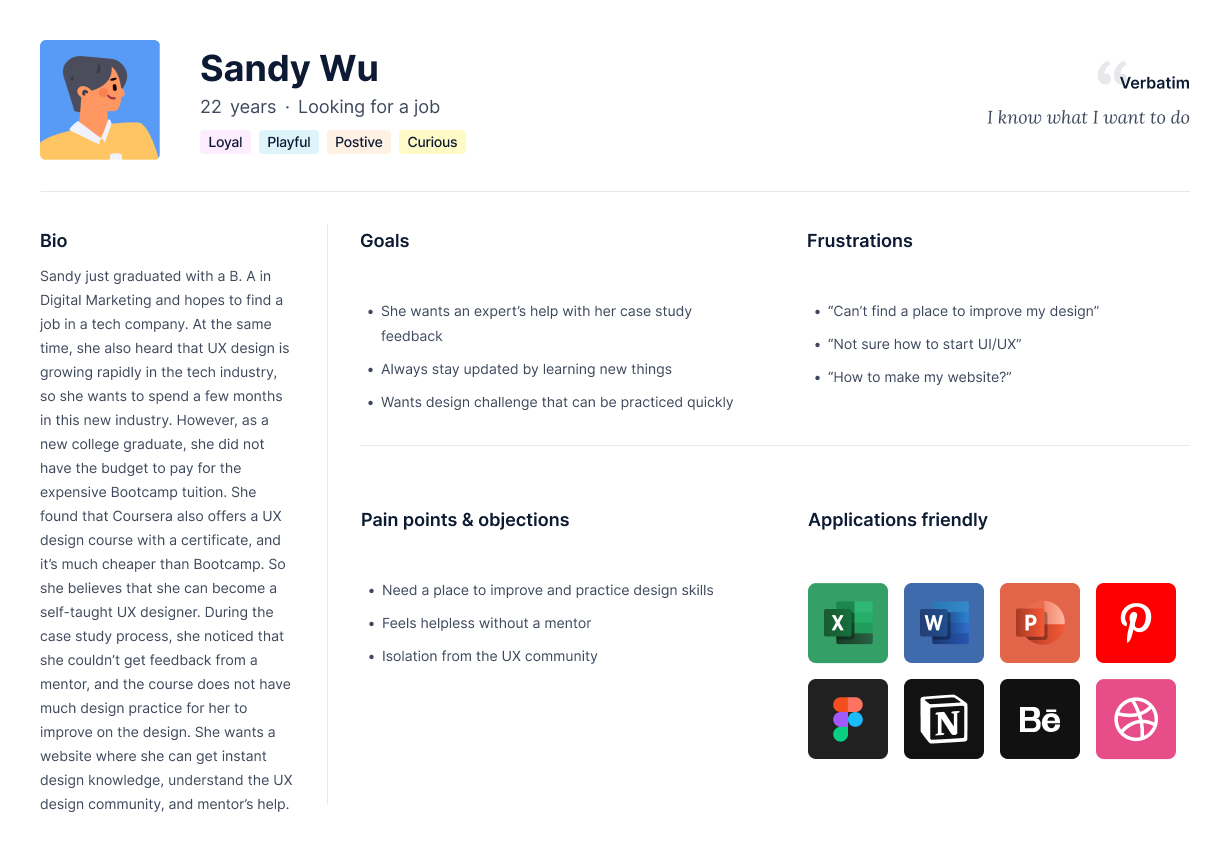 Sandy Wu
22 years · Looking for a job
Loyal Playful Postive Curious
“
Verbatim
I know what I want to do
Bio
Sandy just graduated with a B. A in
Digital Marketing and hopes to find a
job in a tech company. At the same
time, she also heard that UX design is
growing rapidly in the tech industry,
so she wants to spend a few months
in this new industry. However, as a
new college graduate, she did not
have the budget to pay for the
expensive Bootcamp tuition. She
found that Coursera also offers a UX
design course with a certificate, and
it’s much cheaper than Bootcamp. So
she believes that she can become a
self-taught UX designer. During the
case study process, she noticed that
she couldn’t get feedback from a
mentor, and the course does not have
much design practice for her to
improve on the design. She wants a
website where she can get instant
design knowledge, understand the UX
design community, and mentor’s help.
Goals
• She wants an expert’s help with her case study
feedback
• Always stay updated by learning new things
• Wants design challenge that can be practiced quickly
Frustrations
• “Can’t find a place to improve my design”
• “Not sure how to start UI/UX”
• “How to make my website?”
Pain points & objections
• Need a place to improve and practice design skills
• Feels helpless without a mentor
• Isolation from the UX community
Applications friendly
X W P
N Bē